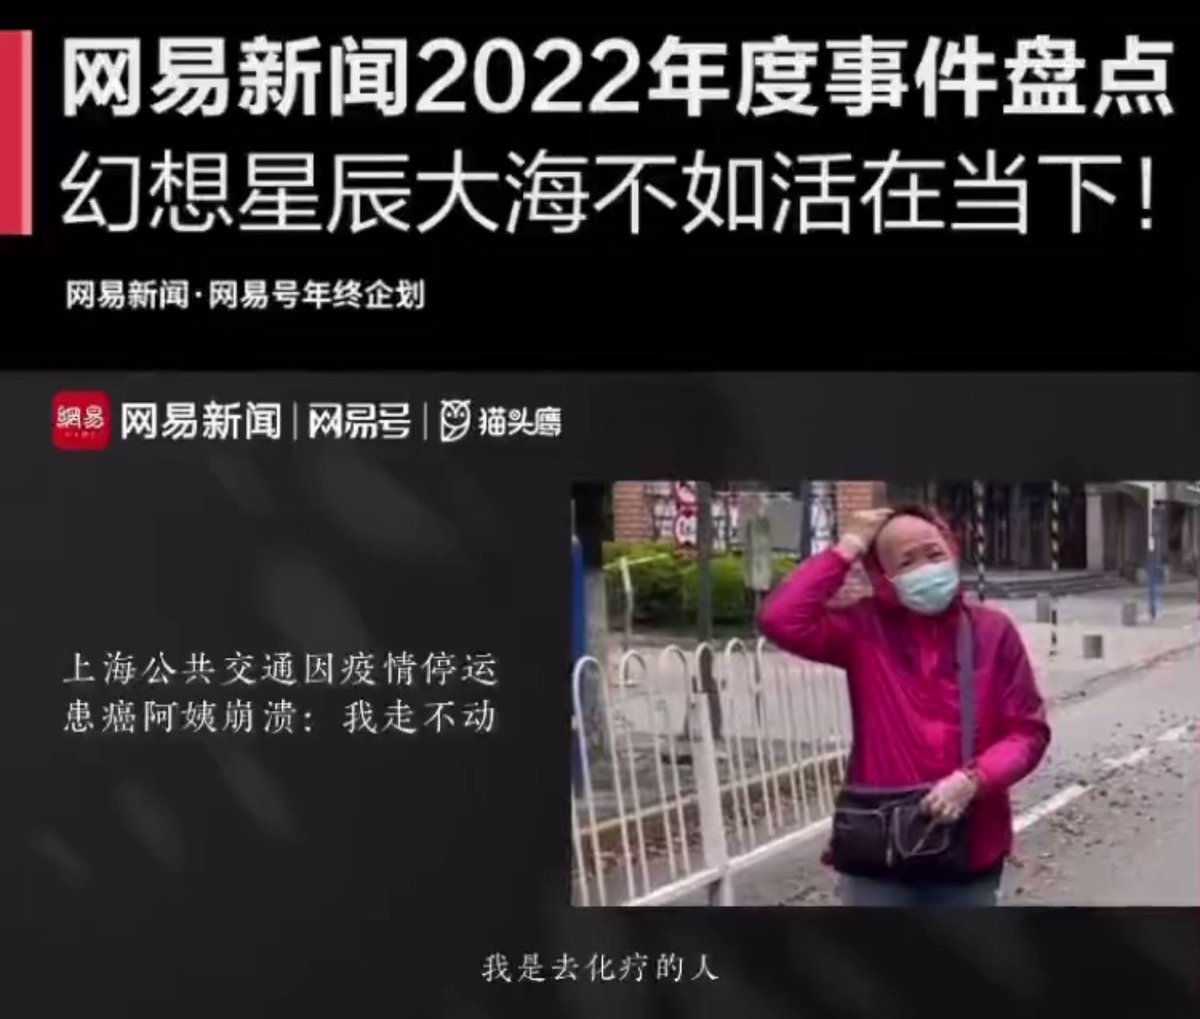 网易新闻2022年度事件盘点
幻想星辰大海不如活在当下！
网易新闻·网易号年终企划
網易 网易新闻|网易号|猫头鹰
上海公共交通因疫情停运
患癌阿姨崩溃：我走不动
我是去化疗的人